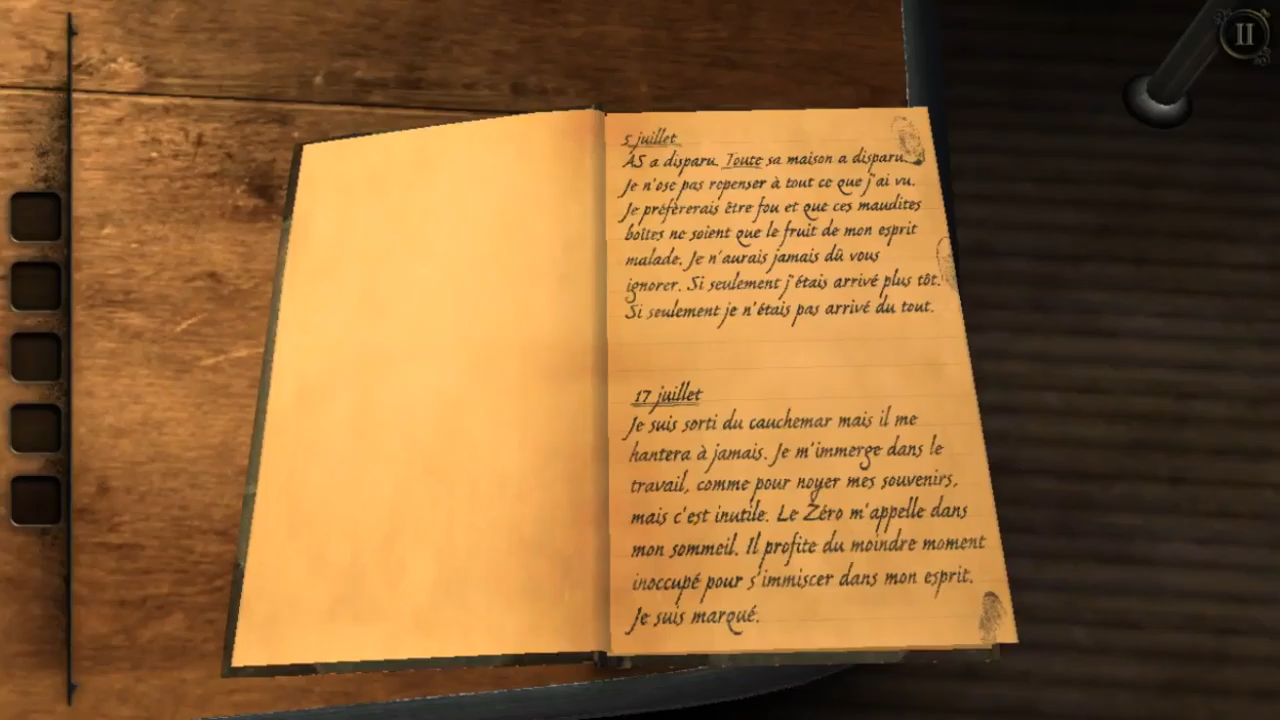 5 juillet
AS a disparu. Toute sa maison a disparu.
Je n'ose pas repenser à tout ce que j'ai vu.
Je préfèrerais être fou et que ces maudites
boîtes ne soient que le fruit de mon esprit
malade. Je n'aurais jamais dû vous
ignorer. Si seulement j'étais arrivé plus tôt.
Si seulement je n'étais pas arrivé du tout.
17 juillet
Je suis sorti du cauchemar mais il me
hantera à jamais. Je m'immerge dans le
travail, comme pour noyer mes souvenirs,
mais c'est inutile. Le Zéro m'appelle dans
mon sommeil. Il profite du moindre moment
inoccupé pour s'immiscer dans mon esprit.
Je suis marqué.
II